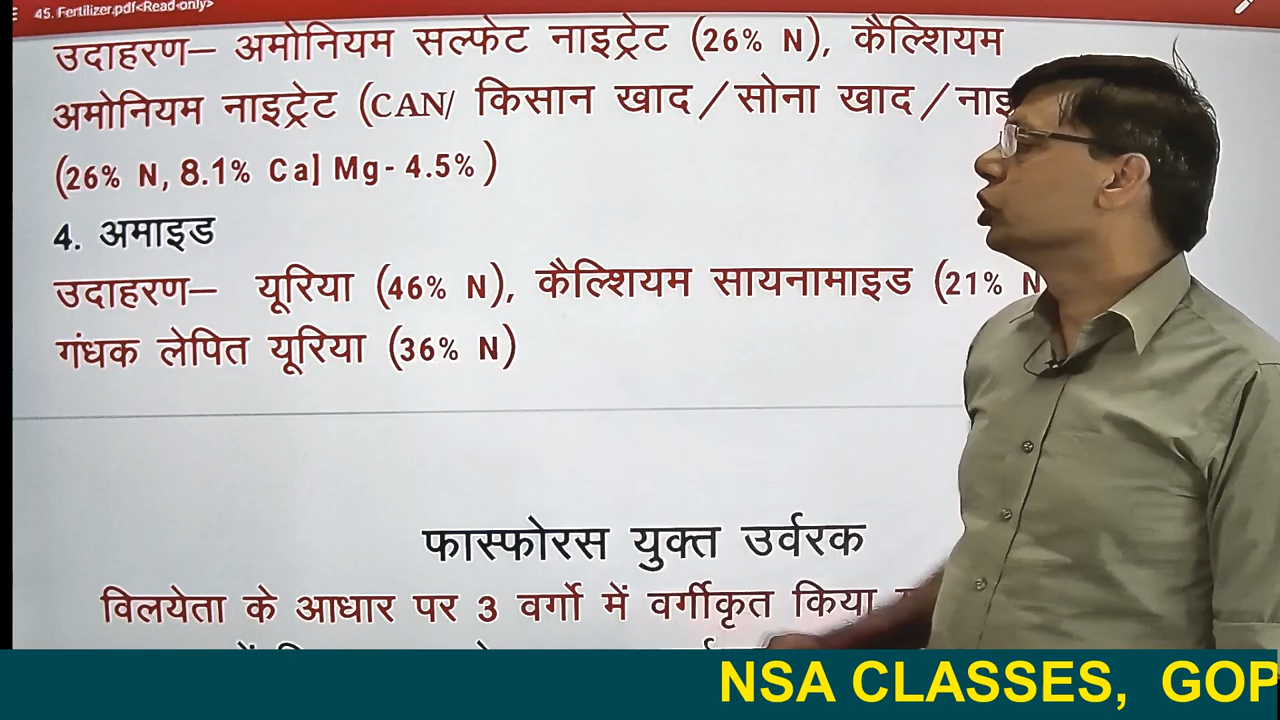 45. Fertilizer.pdf<Read-only>
उदाहरण– अमोनियम सल्फेट नाइट्रेट (26% N), कैल्शियम
अमोनियम नाइट्रेट (CAN/ किसान खाद/सोना खाद/नाइ
(26% N, 8.1% Ca] Mg- 4.5%)
4. अमाइड
उदाहरण– यूरिया (46% N), कैल्शियम सायनामाइड (21% N
गंधक लेपित यूरिया (36% N)
फास्फोरस युक्त उर्वरक
विलयेता के आधार पर 3 वर्गो में वर्गीकृत किया
NSA CLASSES, GOP